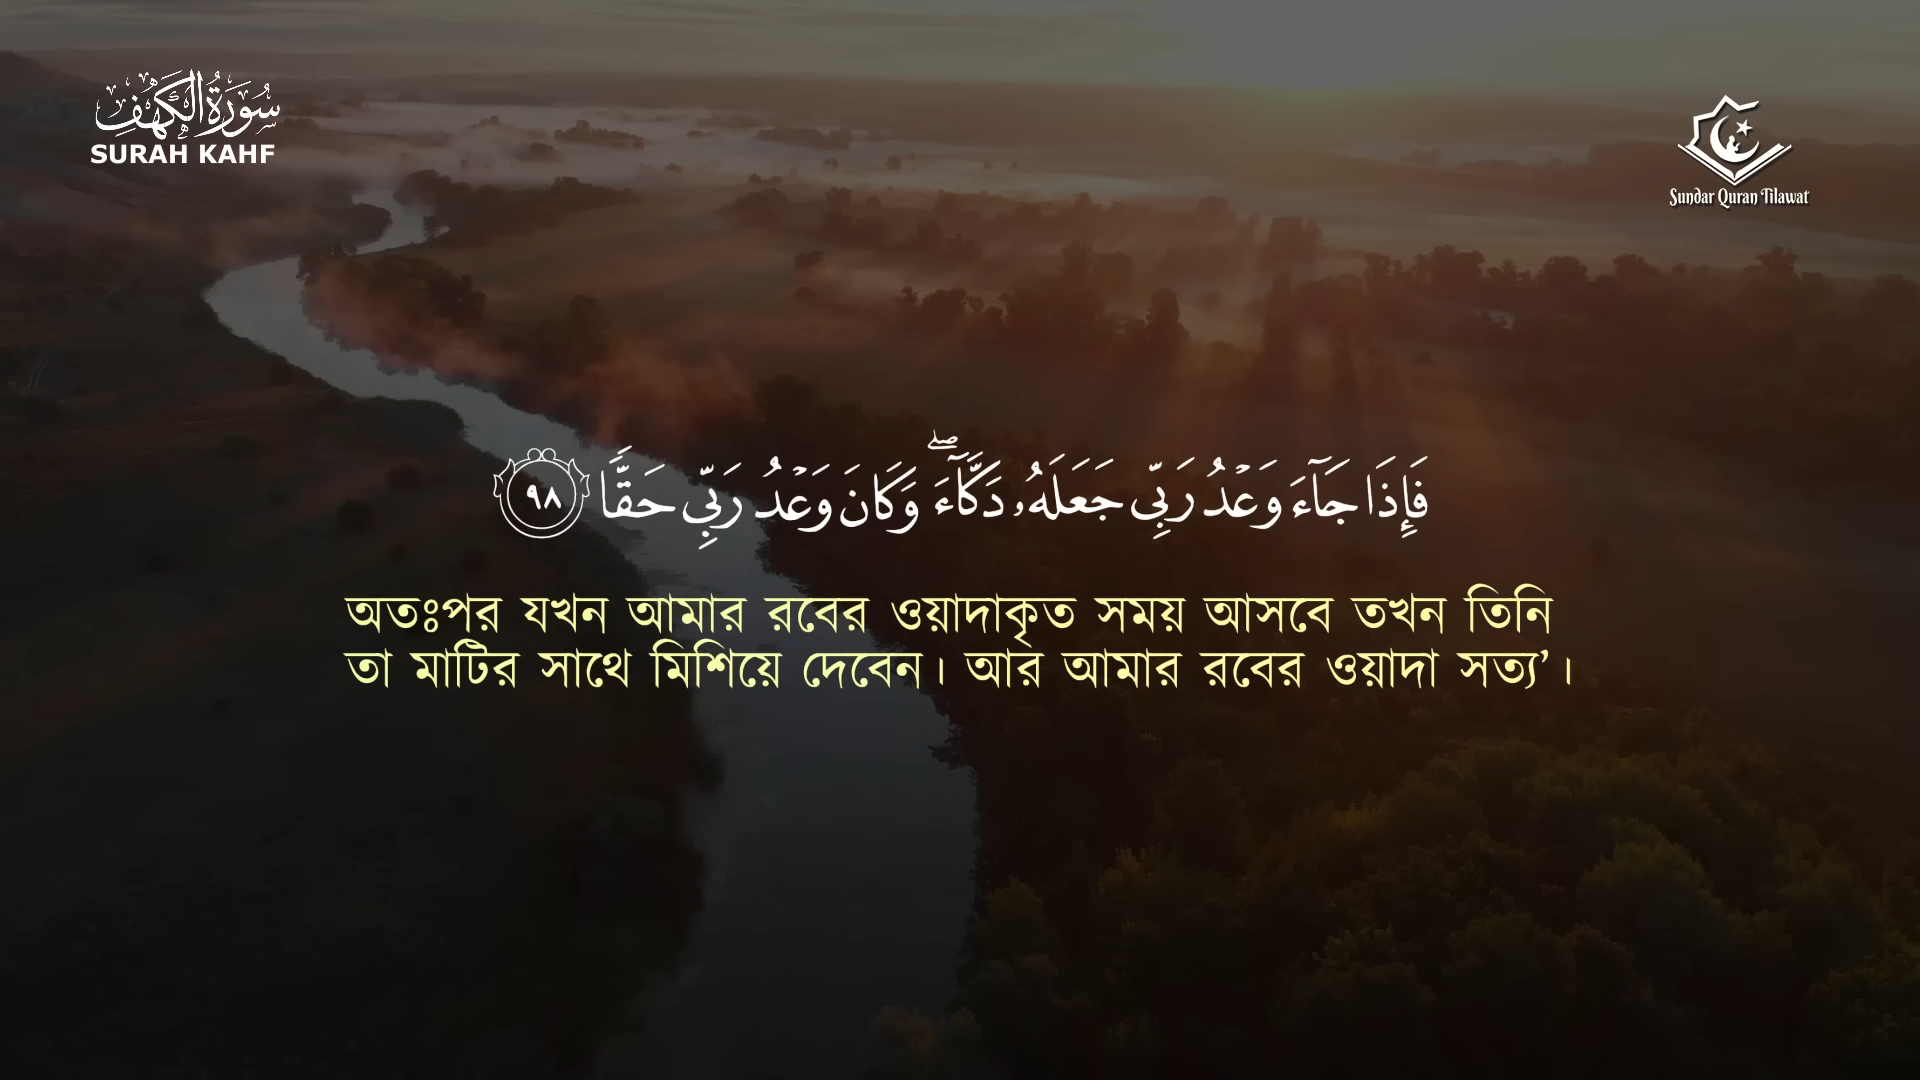 سُورَةُ الْكَهْفِ
SURAH KAHF
Sundar Quran Tilawat
فَإِذَا جَآءَ وَعۡدُ رَبِّي جَعَلَهُۥ دَكَّآءَۖ وَكَانَ وَعۡدُ رَبِّي حَقّٗا ٩٨
অতঃপর যখন আমার রবের ওয়াদাকৃত সময় আসবে তখন তিনি
তা মাটির সাথে মিশিয়ে দেবেন। আর আমার রবের ওয়াদা সত্য’।